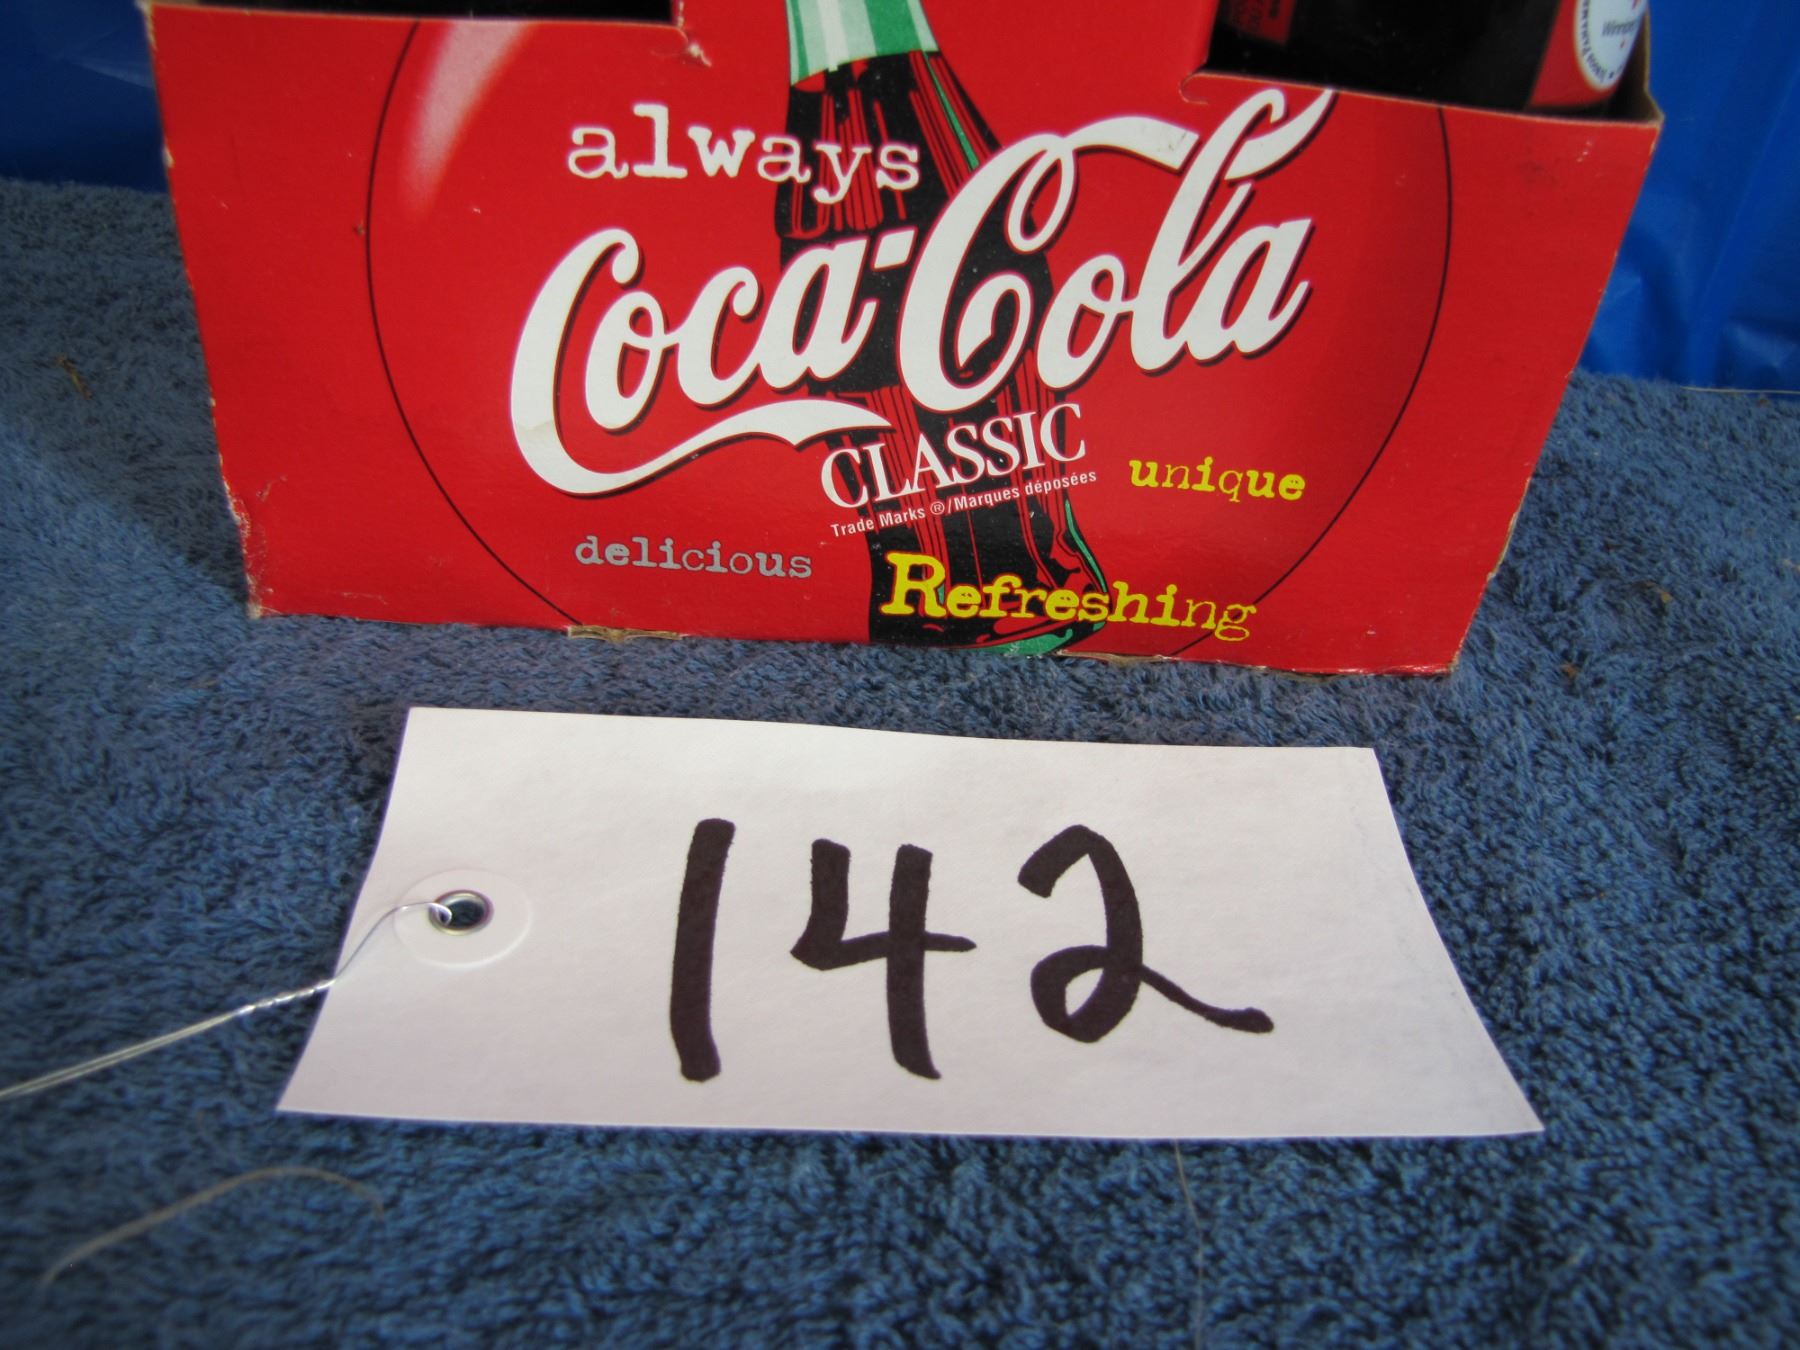 always
Coca-Cola
CLASSIC
Trade Marks ®/Marques déposées
unique
delicious
Refreshing
142